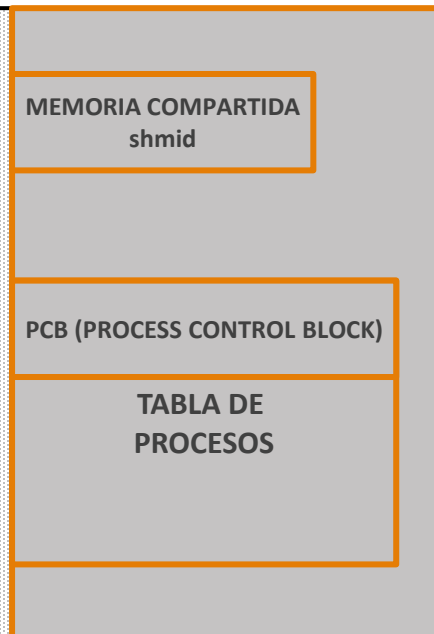 MEMORIA COMPARTIDA
shmid
PCB (PROCESS CONTROL BLOCK)
TABLA DE
PROCESOS